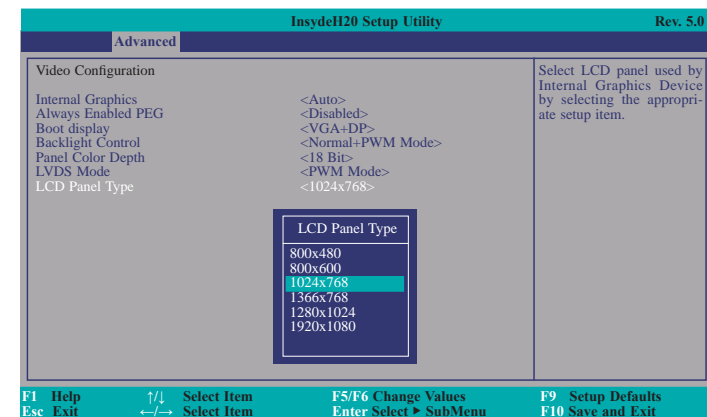 InsydeH20 Setup Utility Rev. 5.0
Advanced
Video Configuration
Internal Graphics <Auto>
Always Enabled PEG <Disabled>
Boot display <VGA+DP>
Backlight Control <Normal+PWM Mode>
Panel Color Depth <18 Bit>
LVDS Mode <PWM Mode>
LCD Panel Type <1024x768>
LCD Panel Type
800x480
800x600
1024x768
1366x768
1280x1024
1920x1080
Select LCD panel used by
Internal Graphics Device
by selecting the appropri-
ate setup item.
F1 Help ↑/↓ Select Item F5/F6 Change Values F9 Setup Defaults
Esc Exit ←/→ Select Item Enter Select ▶ SubMenu F10 Save and Exit